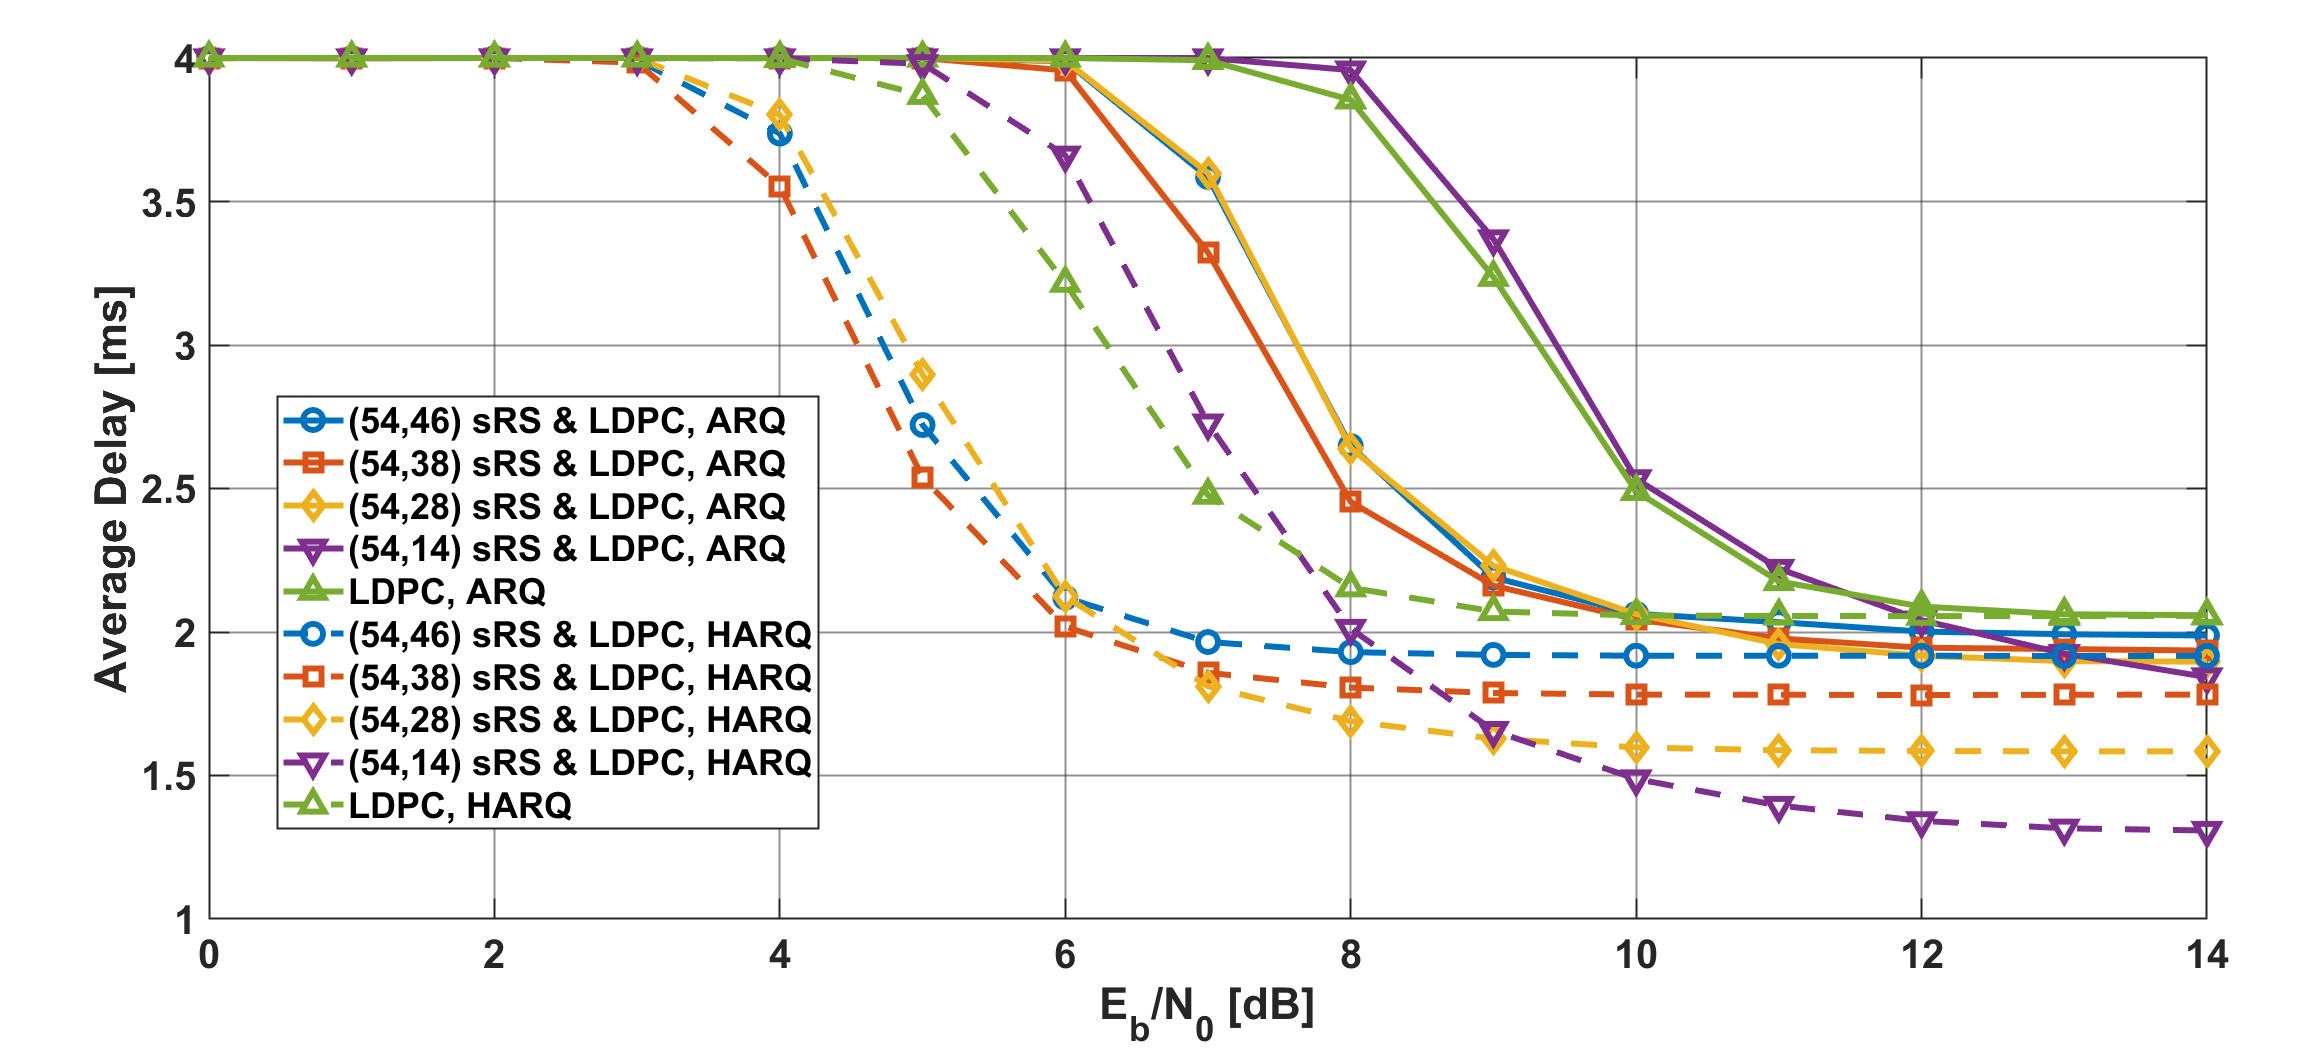 4
3.5
3
2.5
2
1.5
1
Average Delay [ms]
(54,46) sRS & LDPC, ARQ
(54,38) sRS & LDPC, ARQ
(54,28) sRS & LDPC, ARQ
(54,14) sRS & LDPC, ARQ
LDPC, ARQ
(54,46) sRS & LDPC, HARQ
(54,38) sRS & LDPC, HARQ
(54,28) sRS & LDPC, HARQ
(54,14) sRS & LDPC, HARQ
LDPC, HARQ
0 2 4 6 8 10 12 14
E_b/N_0 [dB]